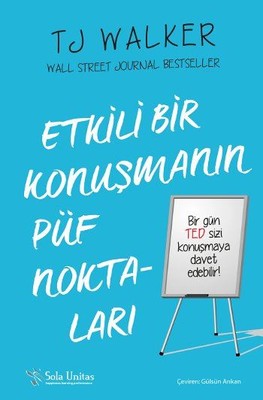 TJ WALKER
WALL STREET JOURNAL BESTSELLER
ETKİLİ BİR
KONUŞMANIN
PÜF
NOKTA-
LARI
Bir gün
TED sizi
konuşmaya
davet
edebilir!
Sola Unitas
Çeviren: Gülsün Arıkan